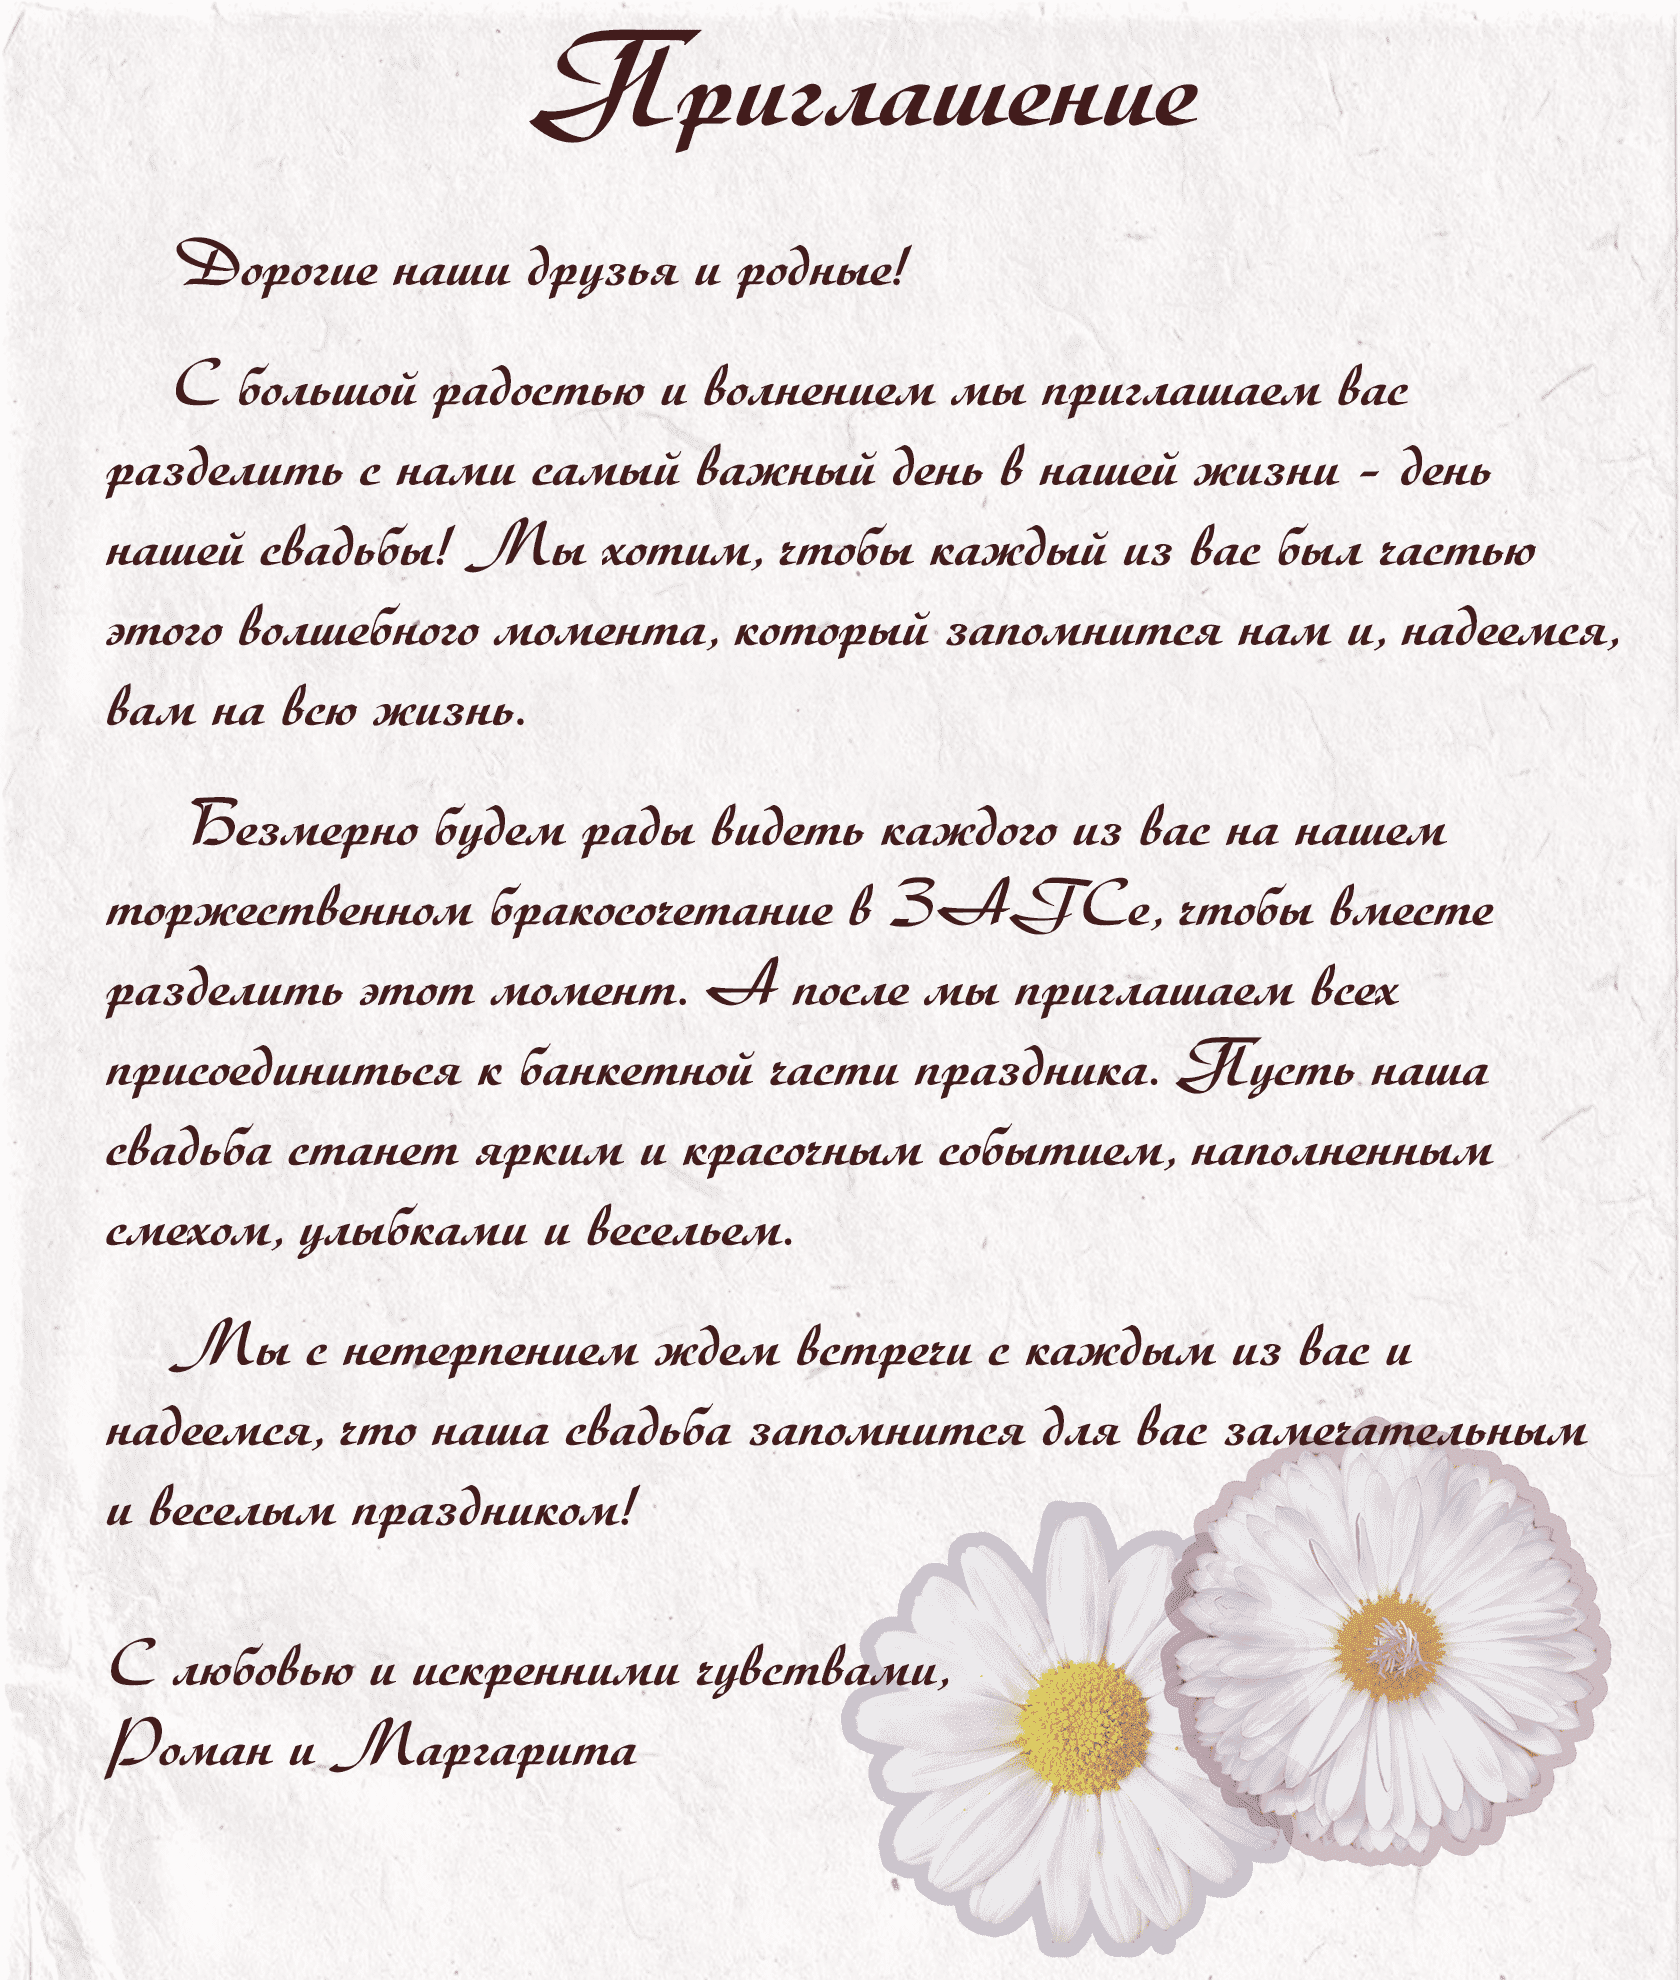 Приглашение
Дорогие наши друзья и родные!
С большой радостью и волнением мы приглашаем вас
разделить с нами самый важный день в нашей жизни - день
нашей свадьбы! Мы хотим, чтобы каждый из вас был частью
этого волшебного момента, который запомнится нам и, надеемся,
вам на всю жизнь.
Безмерно будем рады видеть каждого из вас на нашем
торжественном бракосочетание в ЗАГСе, чтобы вместе
разделить этот момент. А после мы приглашаем всех
присоединиться к банкетной части праздника. Пусть наша
свадьба станет ярким и красочным событием, наполненным
смехом, улыбками и весельем.
Мы с нетерпением ждем встречи с каждым из вас и
надеемся, что наша свадьба запомнится для вас замечательным
и веселым праздником!
С любовью и искренними чувствами,
Роман и Маргарита